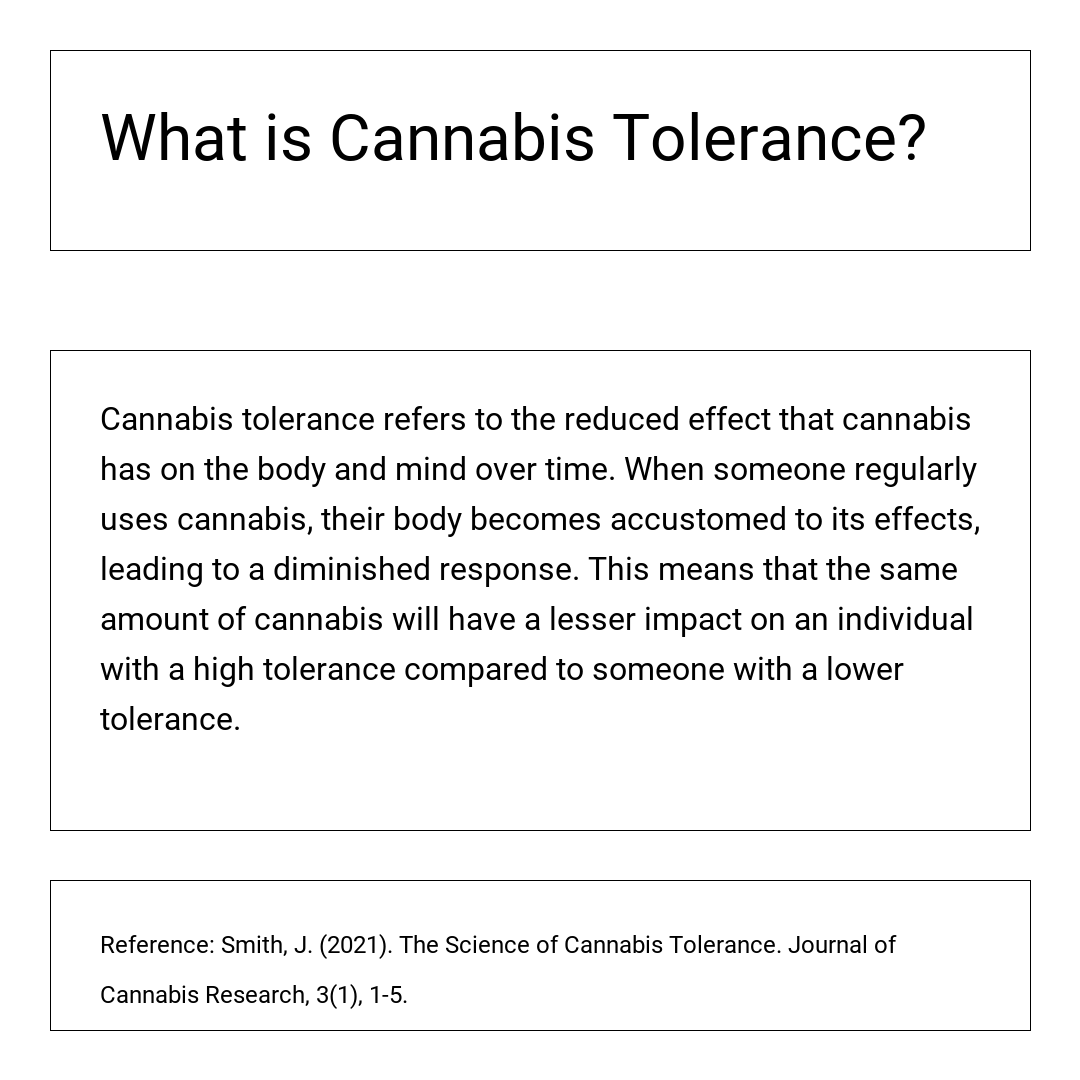 What is Cannabis Tolerance?
Cannabis tolerance refers to the reduced effect that cannabis
has on the body and mind over time. When someone regularly
uses cannabis, their body becomes accustomed to its effects,
leading to a diminished response. This means that the same
amount of cannabis will have a lesser impact on an individual
with a high tolerance compared to someone with a lower
tolerance.
Reference: Smith, J. (2021). The Science of Cannabis Tolerance. Journal of
Cannabis Research, 3(1), 1-5.